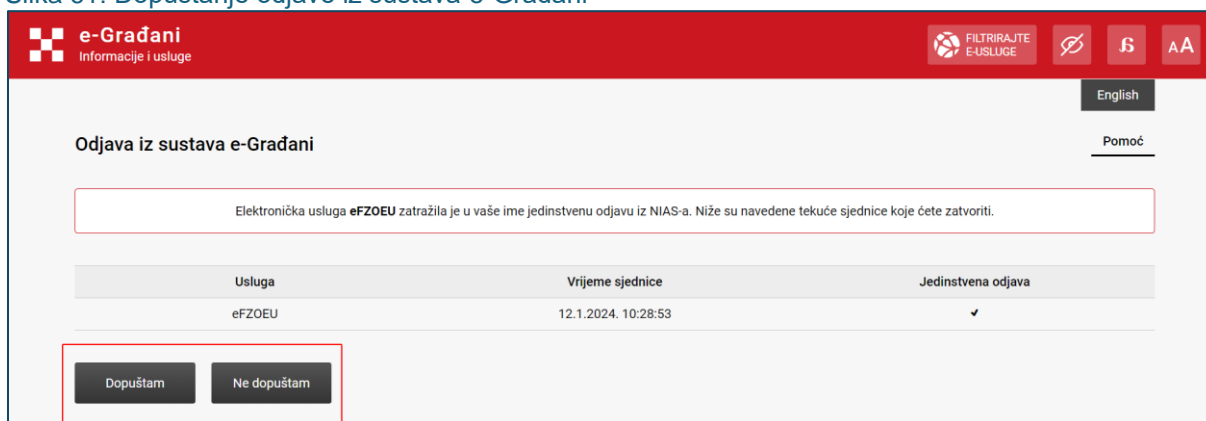 Slika 61. Dopuštanje odjave iz sustava e-Građani
e-Građani
Informacije i usluge
FILTRIRAJTE
E-USLUGE
AA
English
Odjava iz sustava e-Građani
Pomoć
Elektronička usluga eFZOEU zatražila je u vaše ime jedinstvenu odjavu iz NIAS-a. Niže su navedene tekuće sjednice koje ćete zatvoriti.
Usluga Vrijeme sjednice Jedinstvena odjava
eFZOEU 12.1.2024. 10:28:53 ✔
Dopuštam Ne dopuštam